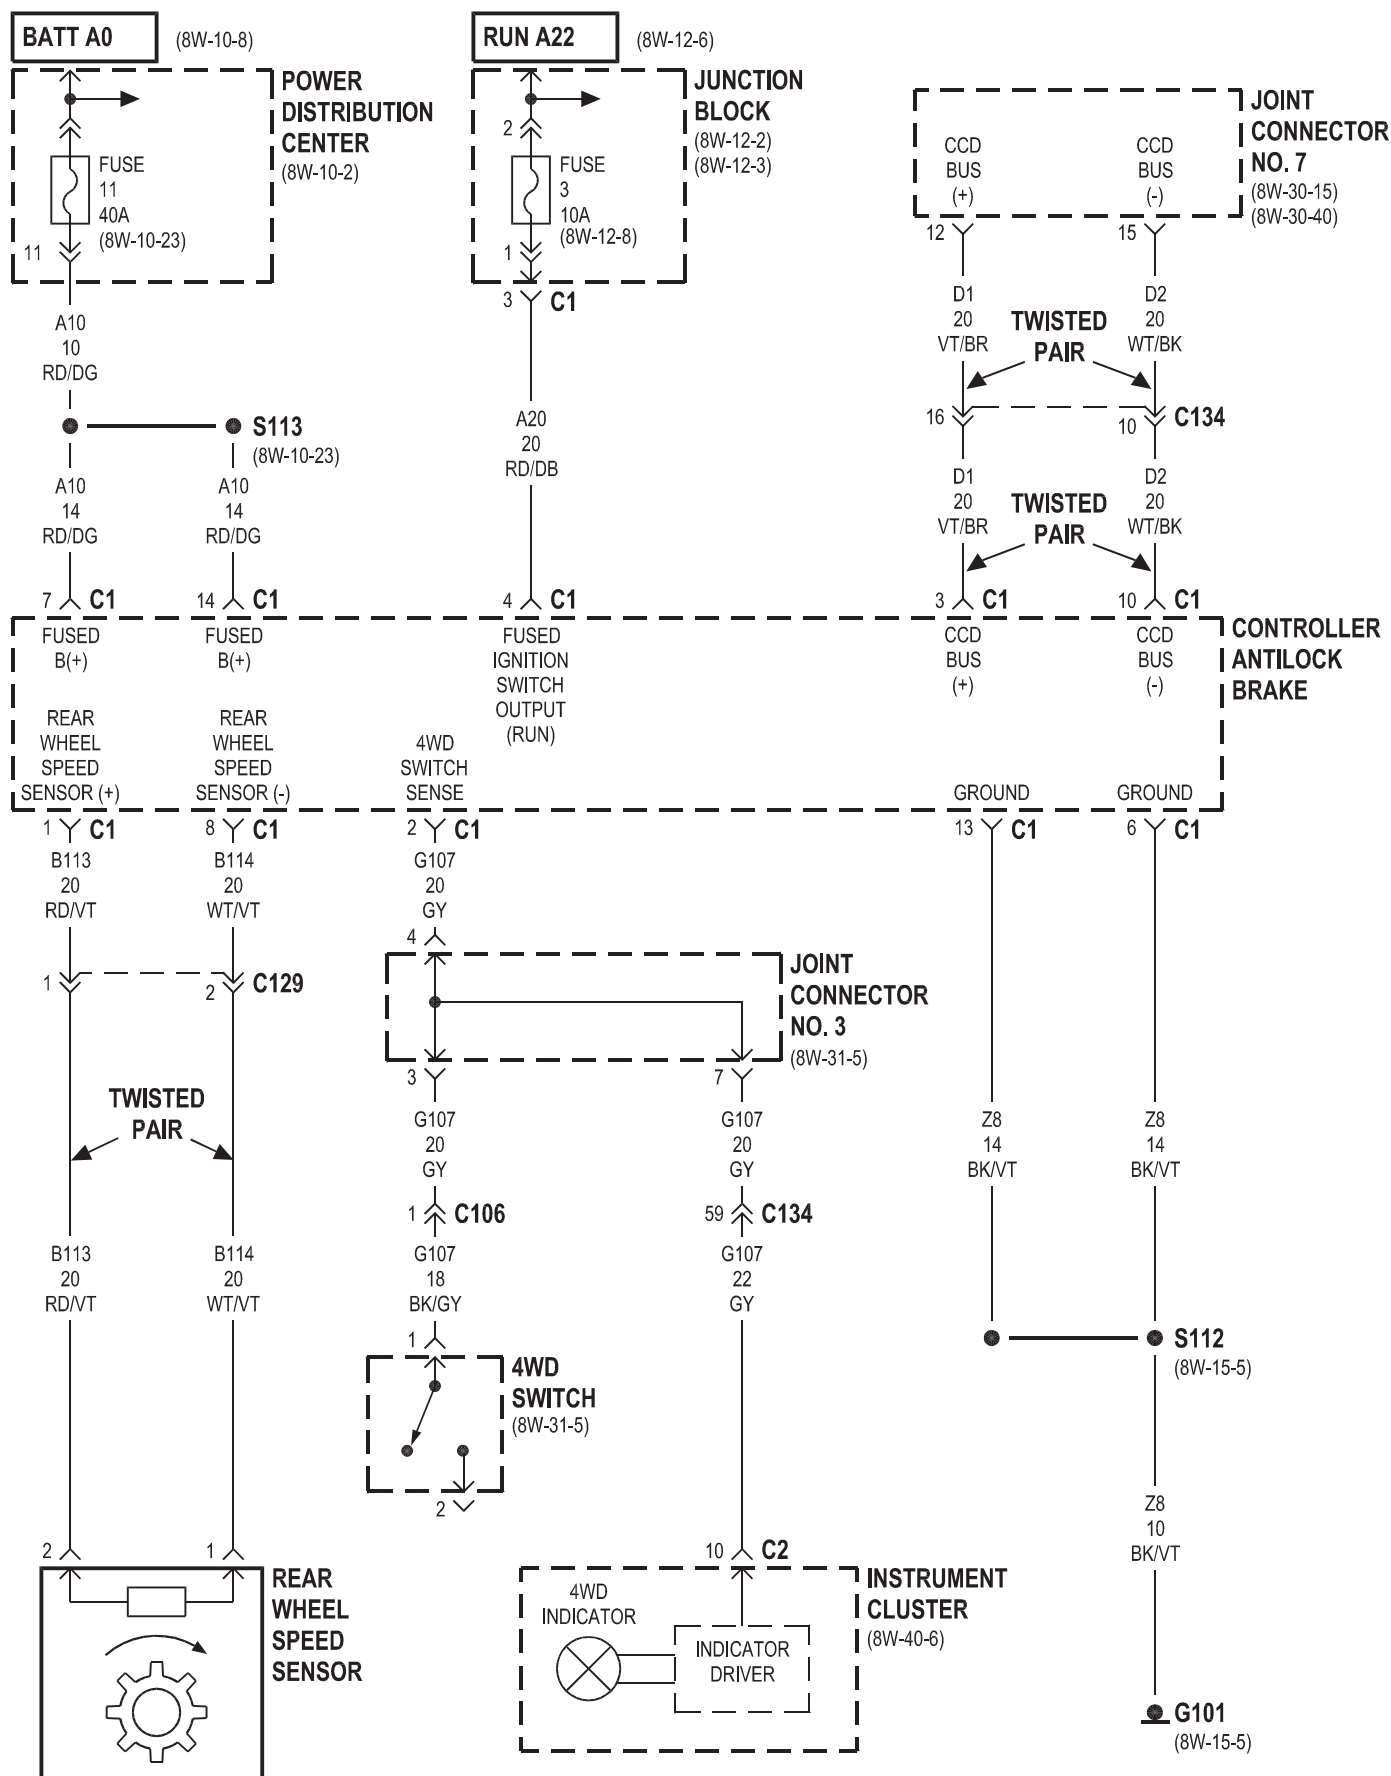 BATT A0
(8W-10-8)
RUN A22
(8W-12-6)
POWER
DISTRIBUTION
CENTER
(8W-10-2)
FUSE
11
40A
(8W-10-23)
11
JUNCTION
BLOCK
(8W-12-2)
(8W-12-3)
2
FUSE
3
10A
(8W-12-8)
1
3
C1
JOINT
CONNECTOR
NO. 7
(8W-30-15)
(8W-30-40)
CCD
BUS
(+)
CCD
BUS
(-)
12
15
A10
10
RD/DG
D1
20
VT/BR
TWISTED
PAIR
D2
20
WT/BK
S113
(8W-10-23)
A20
20
RD/DB
16
10
C134
A10
14
RD/DG
A10
14
RD/DG
D1
20
VT/BR
TWISTED
PAIR
D2
20
WT/BK
7
C1
14
C1
4
C1
3
C1
10
C1
CONTROLLER
ANTILOCK
BRAKE
FUSED
B(+)
FUSED
B(+)
FUSED
IGNITION
SWITCH
OUTPUT
(RUN)
CCD
BUS
(+)
CCD
BUS
(-)
REAR
WHEEL
SPEED
SENSOR (+)
REAR
WHEEL
SPEED
SENSOR (-)
4WD
SWITCH
SENSE
GROUND
GROUND
1
C1
8
C1
2
C1
13
C1
6
C1
B113
20
RD/VT
B114
20
WT/VT
G107
20
GY
4
1
2
C129
JOINT
CONNECTOR
NO. 3
(8W-31-5)
3
7
TWISTED
PAIR
G107
20
GY
G107
20
GY
Z8
14
BK/VT
Z8
14
BK/VT
1
C106
59
C134
B113
20
RD/VT
B114
20
WT/VT
G107
18
BK/GY
G107
22
GY
1
4WD
SWITCH
(8W-31-5)
2
S112
(8W-15-5)
Z8
10
BK/VT
2
1
10
C2
REAR
WHEEL
SPEED
SENSOR
4WD
INDICATOR
INDICATOR
DRIVER
INSTRUMENT
CLUSTER
(8W-40-6)
G101
(8W-15-5)